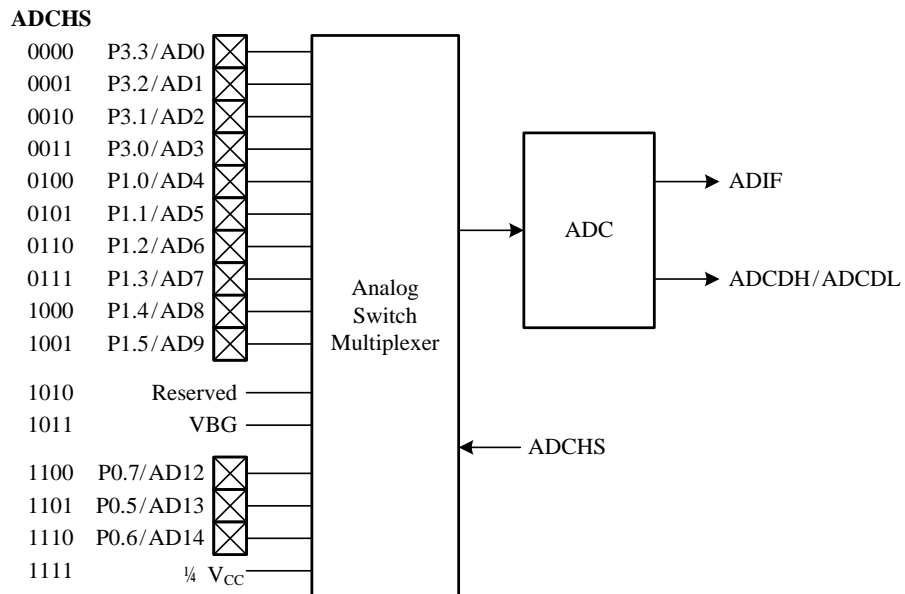 ADCHS
0000 P3.3/AD0
0001 P3.2/AD1
0010 P3.1/AD2
0011 P3.0/AD3
0100 P1.0/AD4
0101 P1.1/AD5
0110 P1.2/AD6
0111 P1.3/AD7
1000 P1.4/AD8
1001 P1.5/AD9
1010 Reserved
1011 VBG
1100 P0.7/AD12
1101 P0.5/AD13
1110 P0.6/AD14
1111 ¼ VCC
Analog
Switch
Multiplexer
ADC
ADIF
ADCDH/ADCDL
ADCHS